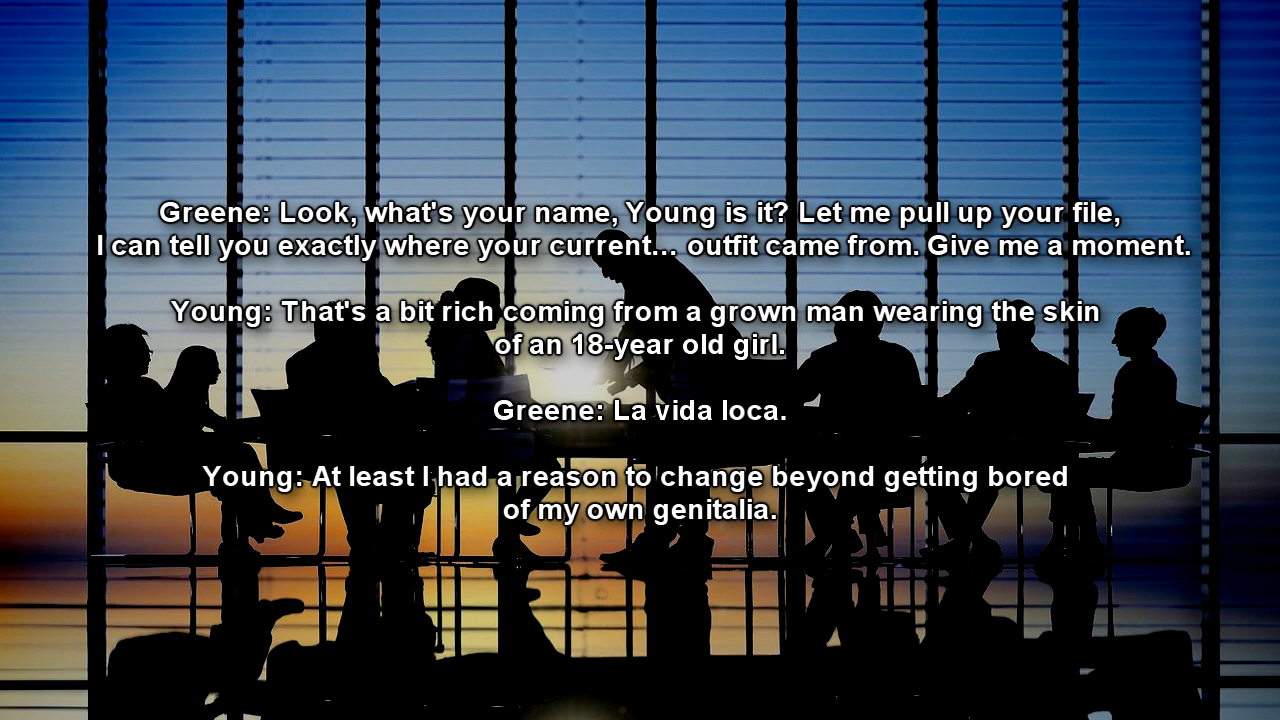 Greene: Look, what's your name, Young is it? Let me pull up your file,
I can tell you exactly where your current... outfit came from. Give me a moment.
Young: That's a bit rich coming from a grown man wearing the skin
of an 18-year old girl.
Greene: La vida loca.
Young: At least I had a reason to change beyond getting bored
of my own genitalia.